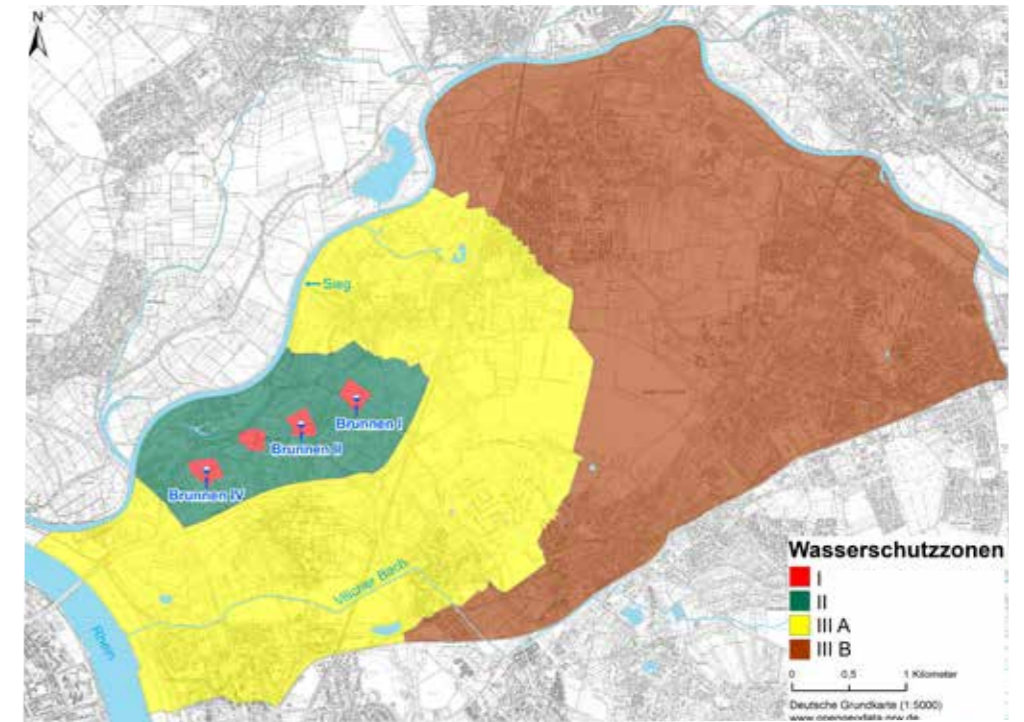 N
Sieg
Brunnen I
Brunnen II
Brunnen IV
Vilicher Bach
Rhein
Wasserschutzzonen
I
II
III A
III B
0 0,5 1 Kilometer
Deutsche Grundkarte (1:5000)
www.opengeodata.nrw.de